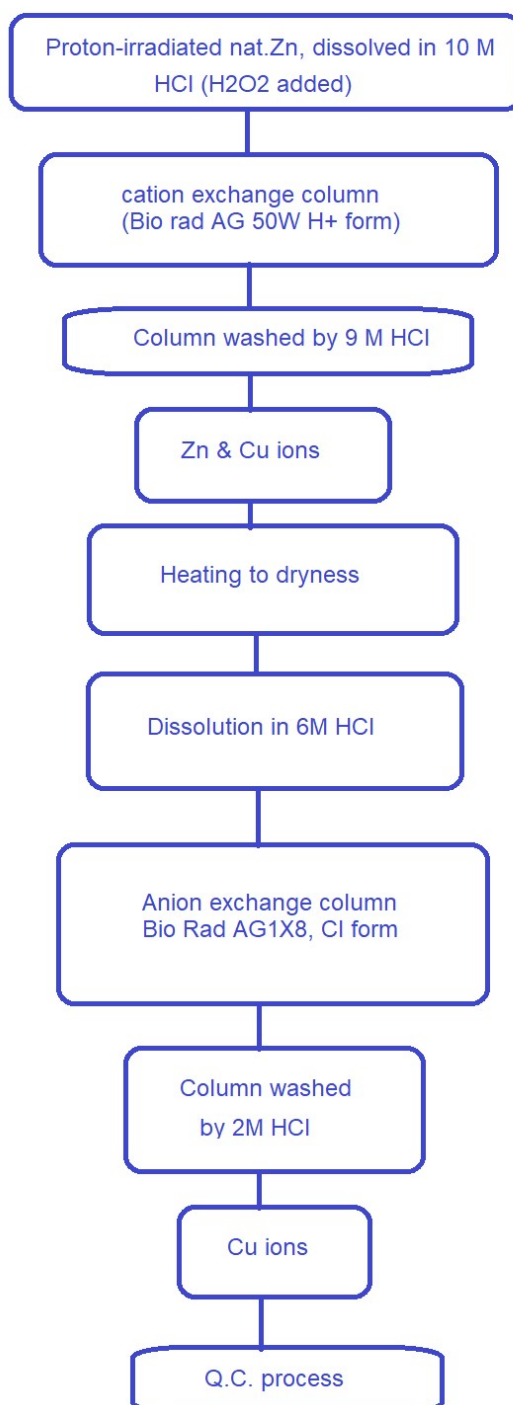 Proton-irradiated nat.Zn, dissolved in 10 M
HCl (H2O2 added)
cation exchange column
(Bio rad AG 50W H+ form)
Column washed by 9 M HCl
Zn & Cu ions
Heating to dryness
Dissolution in 6M HCl
Anion exchange column
Bio Rad AG1X8, Cl form
Column washed
by 2M HCl
Cu ions
Q.C. process